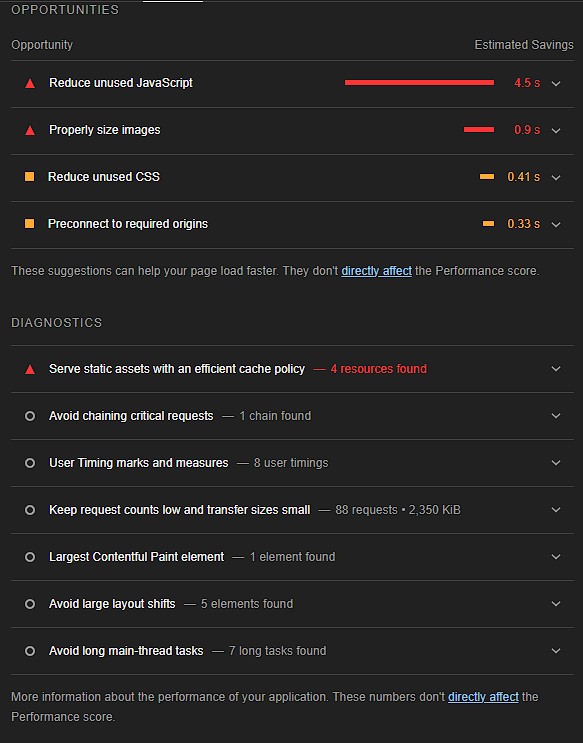 OPPORTUNITIES
Opportunity Estimated Savings
Reduce unused JavaScript 4.5 s
Properly size images 0.9 s
Reduce unused CSS 0.41 s
Preconnect to required origins 0.33 s
These suggestions can help your page load faster. They don't directly affect the Performance score.
DIAGNOSTICS
Serve static assets with an efficient cache policy — 4 resources found
Avoid chaining critical requests — 1 chain found
User Timing marks and measures — 8 user timings
Keep request counts low and transfer sizes small — 88 requests • 2,350 KiB
Largest Contentful Paint element — 1 element found
Avoid large layout shifts — 5 elements found
Avoid long main-thread tasks — 7 long tasks found
More information about the performance of your application. These numbers don't directly affect the
Performance score.